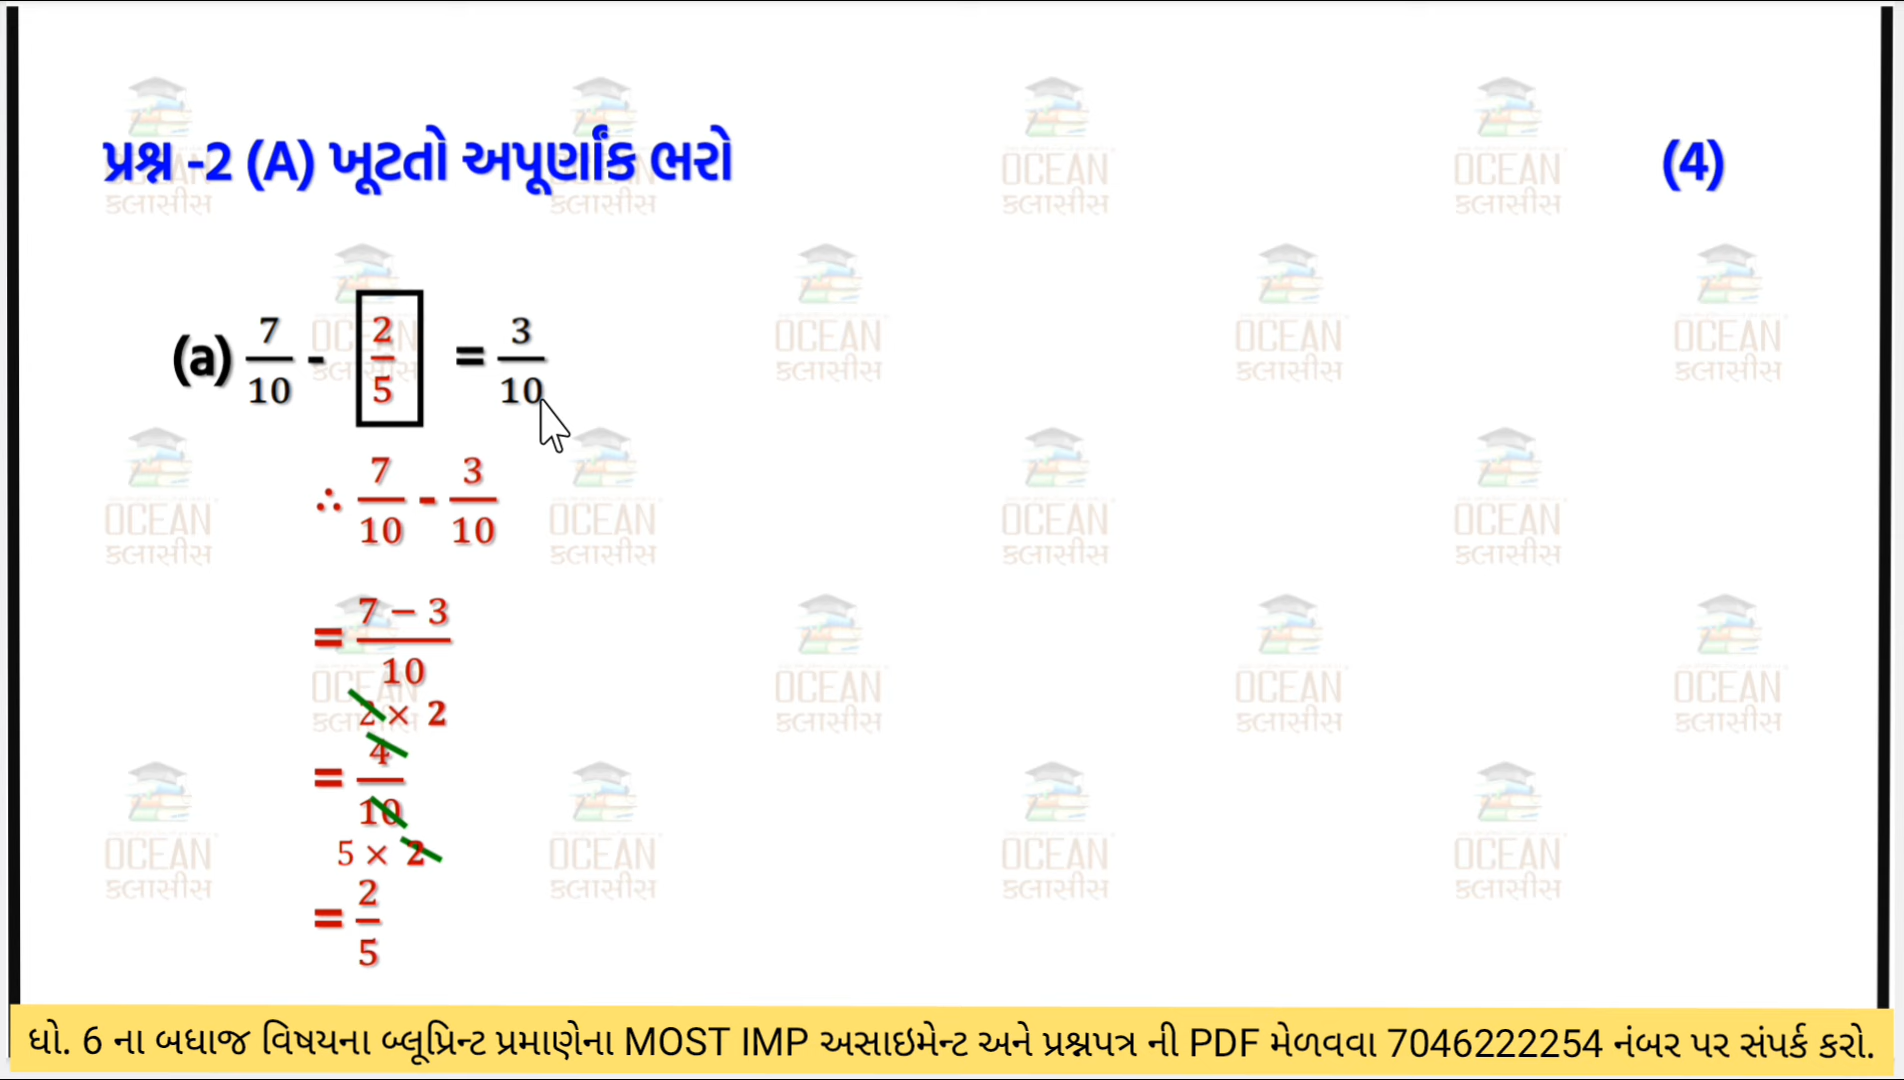 પ્રશ્ન -2 (A) ખૂટતો અપૂર્ણાંક ભરો (4)
(a) 7/10 - 2/5 = 3/10
∴ 7/10 - 3/10
= 7 − 3/10
2 × 2
= 4/10
5 × 2
= 2/5
ધો. 6 ના બધાજ વિષયના બ્લૂપ્રિન્ટ પ્રમાણેના MOST IMP અસાઇમેન્ટ અને પ્રશ્નપત્ર ની PDF મેળવવા 7046222254 નંબર પર સંપર્ક કરો.
OCEAN
ક્લાસીસ